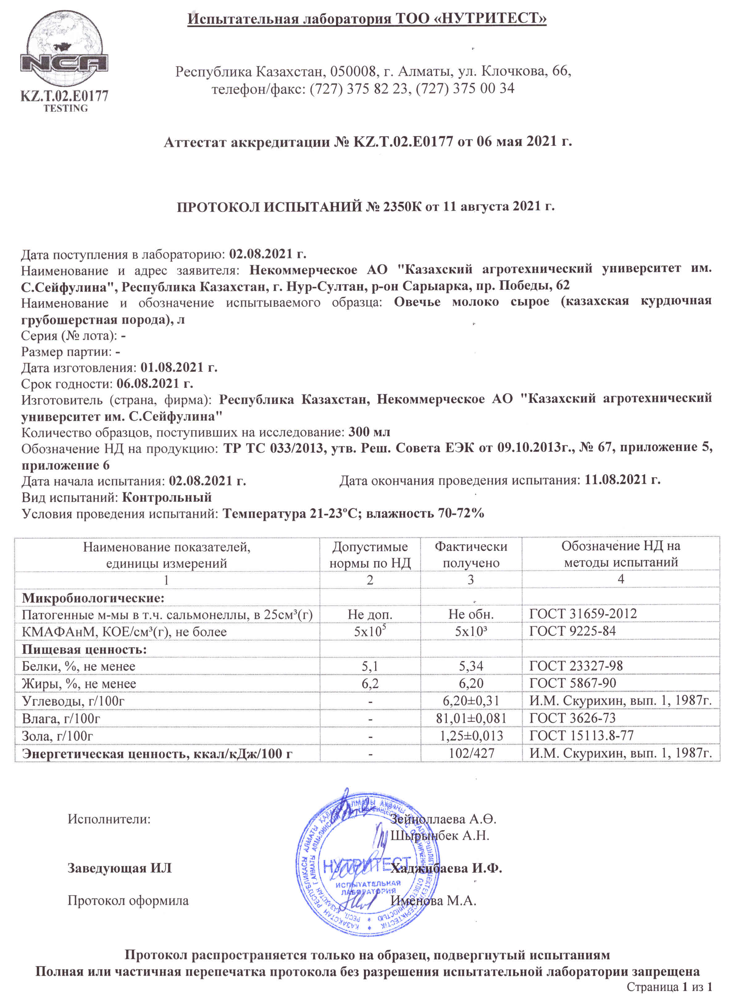 Испытательная лаборатория ТОО «НУТРИТЕСТ»
NCA
KZ.T.02.E0177
TESTING
Республика Казахстан, 050008, г. Алматы, ул. Клочкова, 66,
телефон/факс: (727) 375 82 23, (727) 375 00 34
Аттестат аккредитации № KZ.T.02.E0177 от 06 мая 2021 г.
ПРОТОКОЛ ИСПЫТАНИЙ № 2350К от 11 августа 2021 г.
Дата поступления в лабораторию: 02.08.2021 г.
Наименование и адрес заявителя: Некоммерческое АО "Казахский агротехнический университет им.
С.Сейфулина", Республика Казахстан, г. Нур-Султан, р-он Сарыарка, пр. Победы, 62
Наименование и обозначение испытываемого образца: Овечье молоко сырое (казахская курдючная
грубошерстная порода), л
Серия (№ лота): -
Размер партии: -
Дата изготовления: 01.08.2021 г.
Срок годности: 06.08.2021 г.
Изготовитель (страна, фирма): Республика Казахстан, Некоммерческое АО "Казахский агротехнический
университет им. С.Сейфулина"
Количество образцов, поступивших на исследование: 300 мл
Обозначение НД на продукцию: ТР ТС 033/2013, утв. Реш. Совета ЕЭК от 09.10.2013г., № 67, приложение 5,
приложение 6
Дата начала испытания: 02.08.2021 г. Дата окончания проведения испытания: 11.08.2021 г.
Вид испытаний: Контрольный
Условия проведения испытаний: Температура 21-23ºС; влажность 70-72%
Наименование показателей, Допустимые Фактически Обозначение НД на
единицы измерений нормы по НД получено методы испытаний
1 2 3 4
Микробиологические:
Патогенные м-мы в т.ч. сальмонеллы, в 25см³(г) Не доп. Не обн. ГОСТ 31659-2012
КМАФАнМ, КОЕ/см³(г), не более 5х10⁵ 5х10³ ГОСТ 9225-84
Пищевая ценность:
Белки, %, не менее 5,1 5,34 ГОСТ 23327-98
Жиры, %, не менее 6,2 6,20 ГОСТ 5867-90
Углеводы, г/100г - 6,20±0,31 И.М. Скурихин, вып. 1, 1987г.
Влага, г/100г - 81,01±0,081 ГОСТ 3626-73
Зола, г/100г - 1,25±0,013 ГОСТ 15113.8-77
Энергетическая ценность, ккал/кДж/100 г - 102/427 И.М. Скурихин, вып. 1, 1987г.
Исполнители: Зейноллаева А.Ө.
Шырынбек А.Н.
Заведующая ИЛ Хаджибаева И.Ф.
Протокол оформила Именова М.А.
НУТРИТЕСТ
ИСПЫТАТЕЛЬНАЯ
ЛАБОРАТОРИЯ
Протокол распространяется только на образец, подвергнутый испытаниям
Полная или частичная перепечатка протокола без разрешения испытательной лаборатории запрещена
Страница 1 из 1